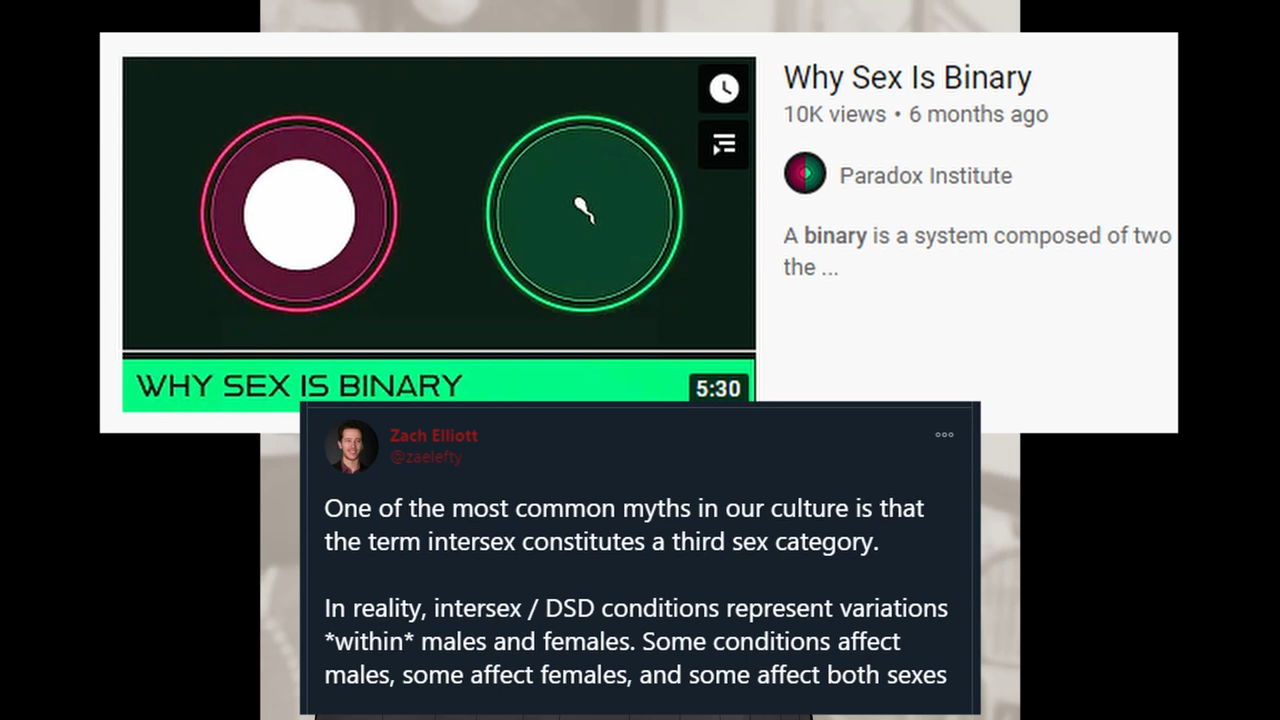 Why Sex Is Binary
10K views • 6 months ago
Paradox Institute
A binary is a system composed of two
the ...
WHY SEX IS BINARY
5:30
Zach Elliott
@zaelefty
One of the most common myths in our culture is that
the term intersex constitutes a third sex category.
In reality, intersex / DSD conditions represent variations
*within* males and females. Some conditions affect
males, some affect females, and some affect both sexes